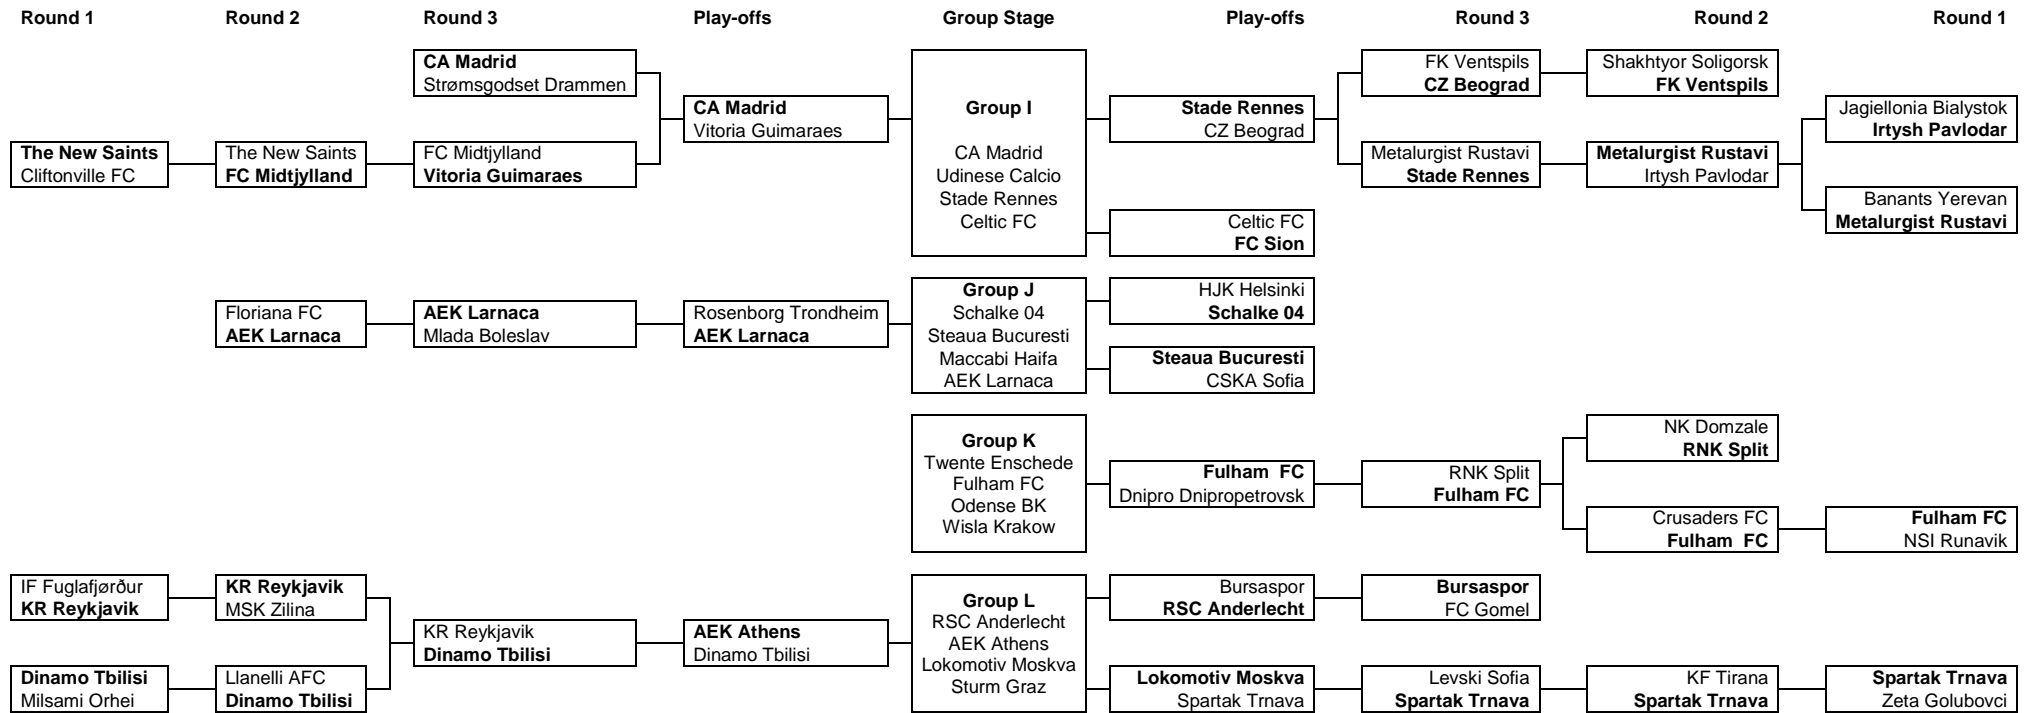 Round 1
Round 2
Round 3
Play-offs
Group Stage
Play-offs
Round 3
Round 2
Round 1
CA Madrid
Strømsgodset Drammen
CA Madrid
Vitoria Guimaraes
The New Saints
Cliftonville FC
The New Saints
FC Midtjylland
FC Midtjylland
Vitoria Guimaraes
Group I
CA Madrid
Udinese Calcio
Stade Rennes
Celtic FC
Stade Rennes
CZ Beograd
Celtic FC
FC Sion
FK Ventspils
CZ Beograd
Metalurgist Rustavi
Stade Rennes
Shakhtyor Soligorsk
FK Ventspils
Metalurgist Rustavi
Irtysh Pavlodar
Jagiellonia Bialystok
Irtysh Pavlodar
Banants Yerevan
Metalurgist Rustavi
Floriana FC
AEK Larnaca
AEK Larnaca
Mlada Boleslav
Rosenborg Trondheim
AEK Larnaca
Group J
Schalke 04
Steaua Bucuresti
Maccabi Haifa
AEK Larnaca
HJK Helsinki
Schalke 04
Steaua Bucuresti
CSKA Sofia
Group K
Twente Enschede
Fulham FC
Odense BK
Wisla Krakow
Fulham  FC
Dnipro Dnipropetrovsk
RNK Split
Fulham FC
NK Domzale
RNK Split
Crusaders FC
Fulham  FC
Fulham FC
NSI Runavik
IF Fuglafjørður
KR Reykjavik
KR Reykjavik
MSK Zilina
Dinamo Tbilisi
Milsami Orhei
Llanelli AFC
Dinamo Tbilisi
KR Reykjavik
Dinamo Tbilisi
AEK Athens
Dinamo Tbilisi
Group L
RSC Anderlecht
AEK Athens
Lokomotiv Moskva
Sturm Graz
Bursaspor
RSC Anderlecht
Bursaspor
FC Gomel
Lokomotiv Moskva
Spartak Trnava
Levski Sofia
Spartak Trnava
KF Tirana
Spartak Trnava
Spartak Trnava
Zeta Golubovci